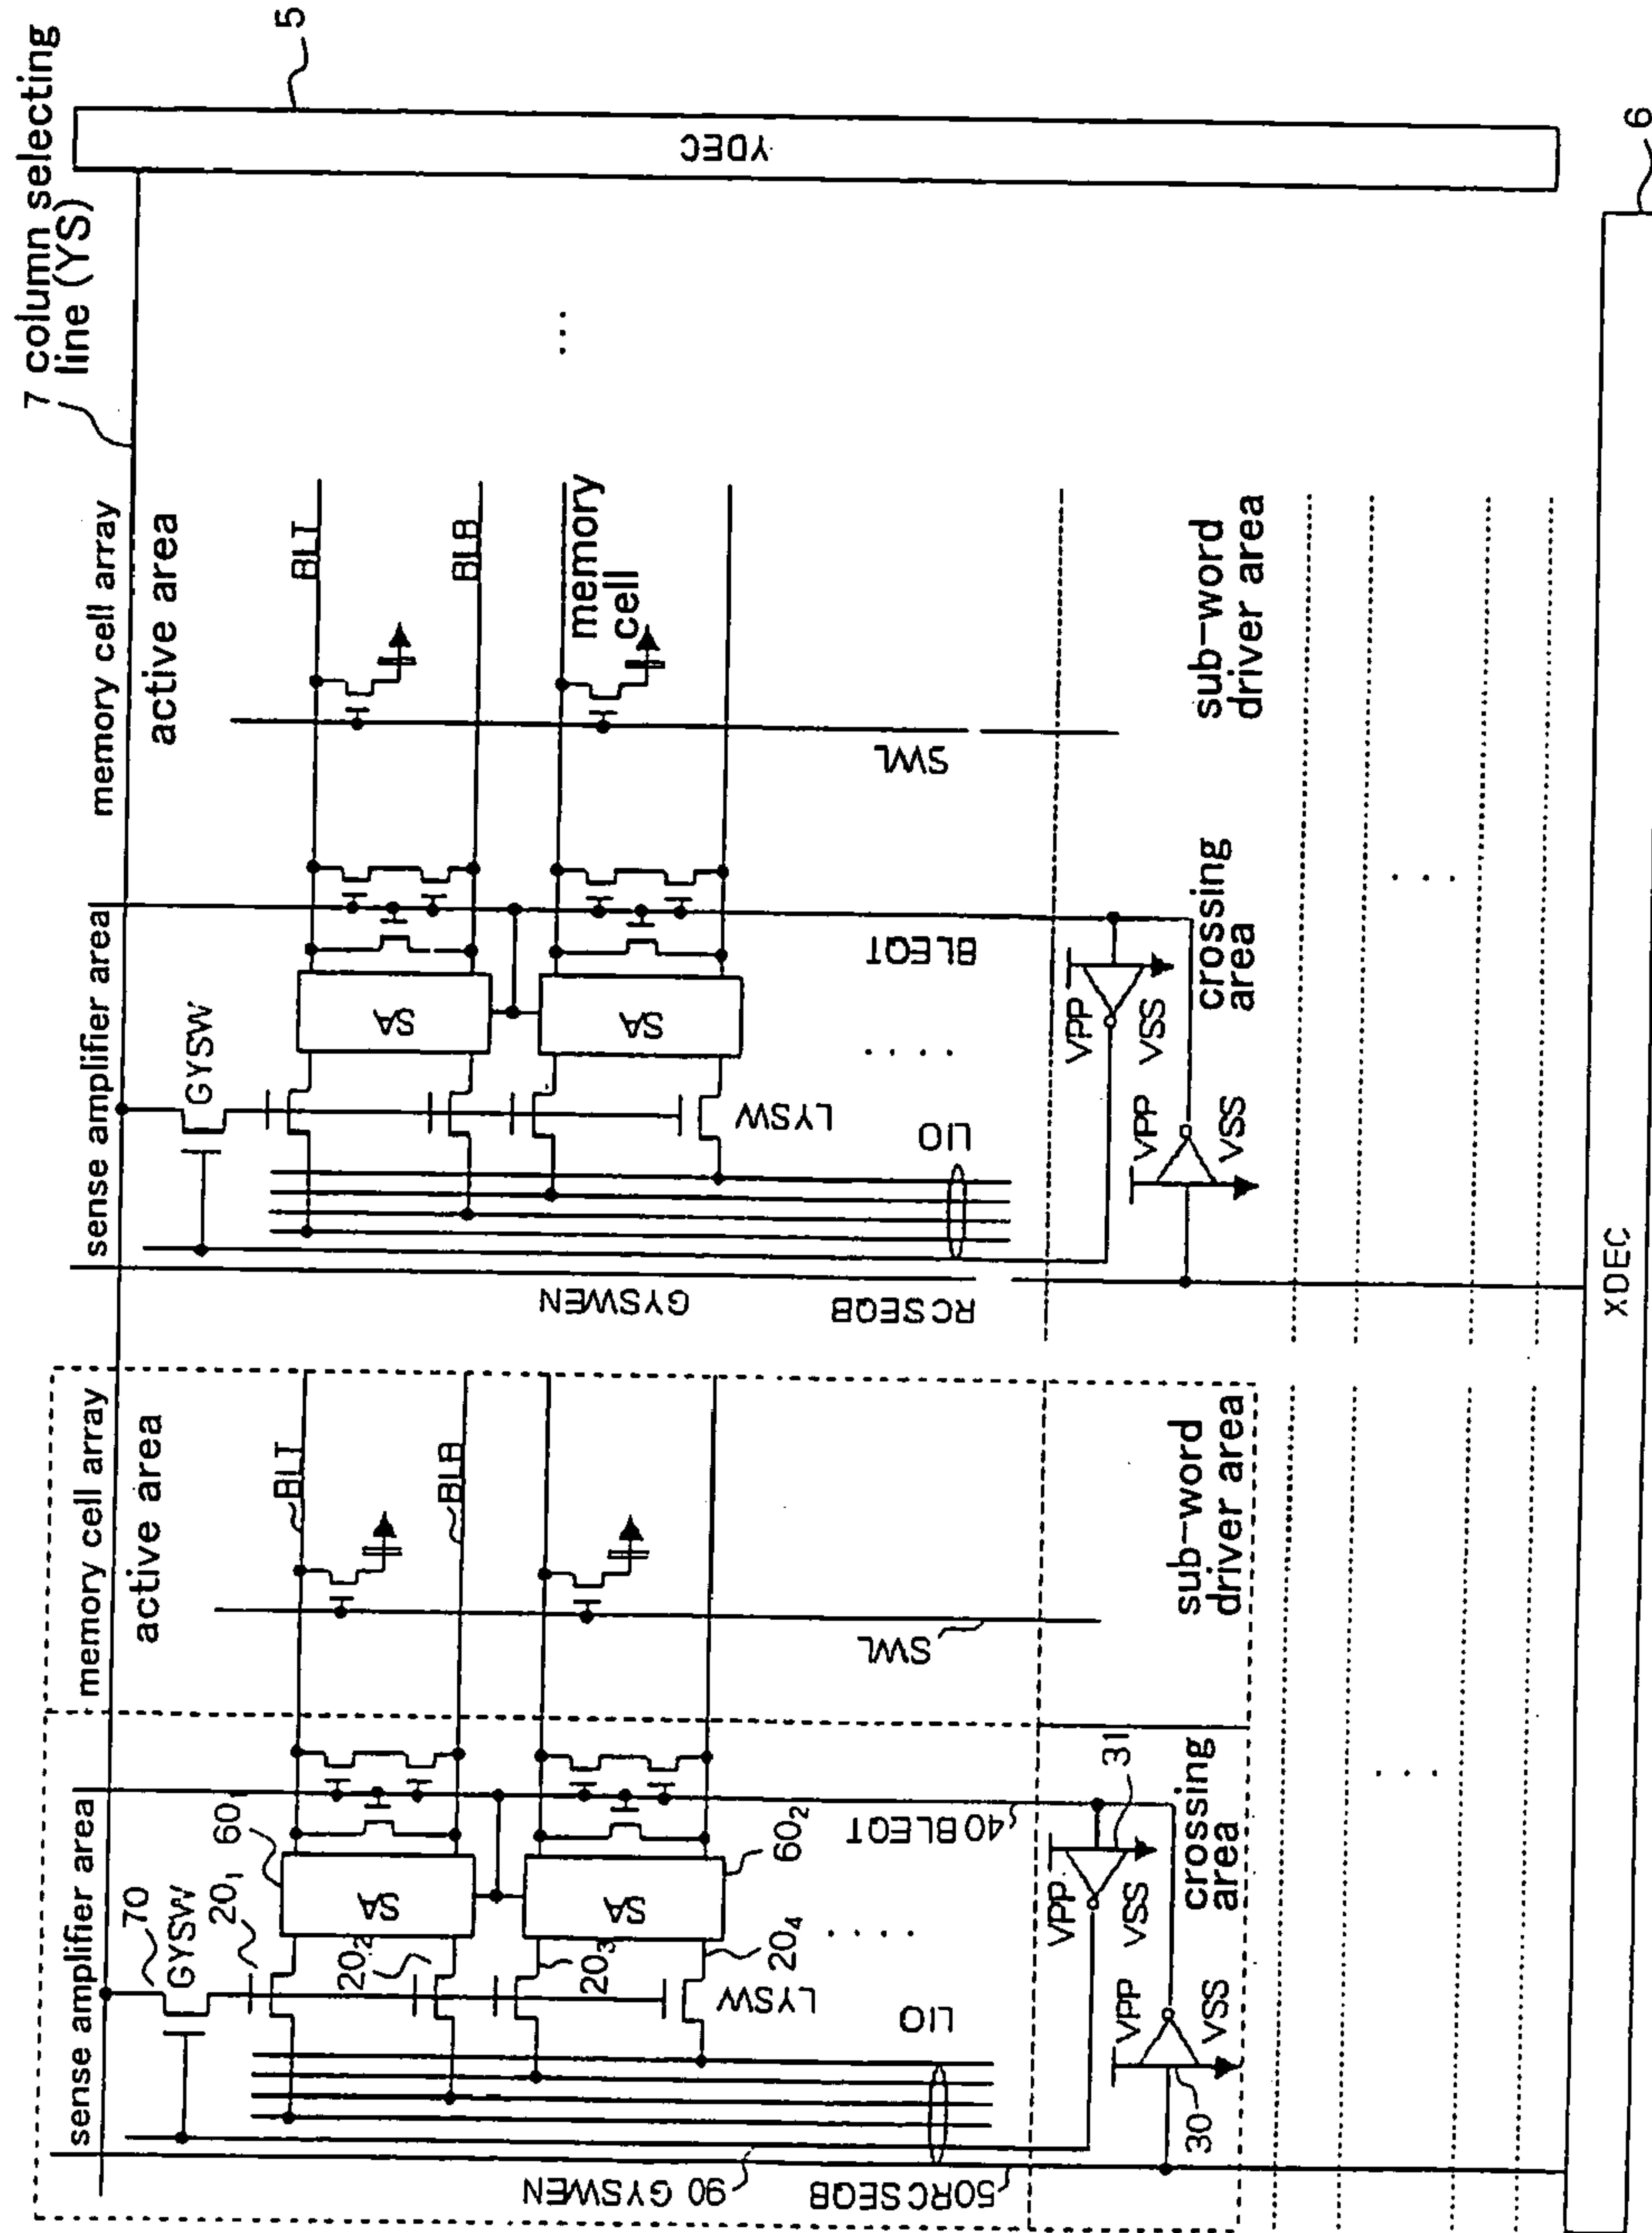 7 column selecting
line (YS)
5
YDEC
6
XDEC
sense amplifier area
memory cell array
active area
70
GYSW
20₁
20₂
20₃
20₄
LYSW
LIO
60
SA
60₂
SA
BLT
BLB
SWL
40 BLEQT
90 GYSWEN
50RCSEQB
VPP
VSS
31
VPP
VSS
30
crossing
area
sub-word
driver area
sense amplifier area
memory cell array
active area
GYSW
LYSW
LIO
SA
SA
BLT
BLB
memory
cell
SWL
BLEQT
GYSWEN
RCSEQB
VPP
VSS
VPP
VSS
crossing
area
sub-word
driver area